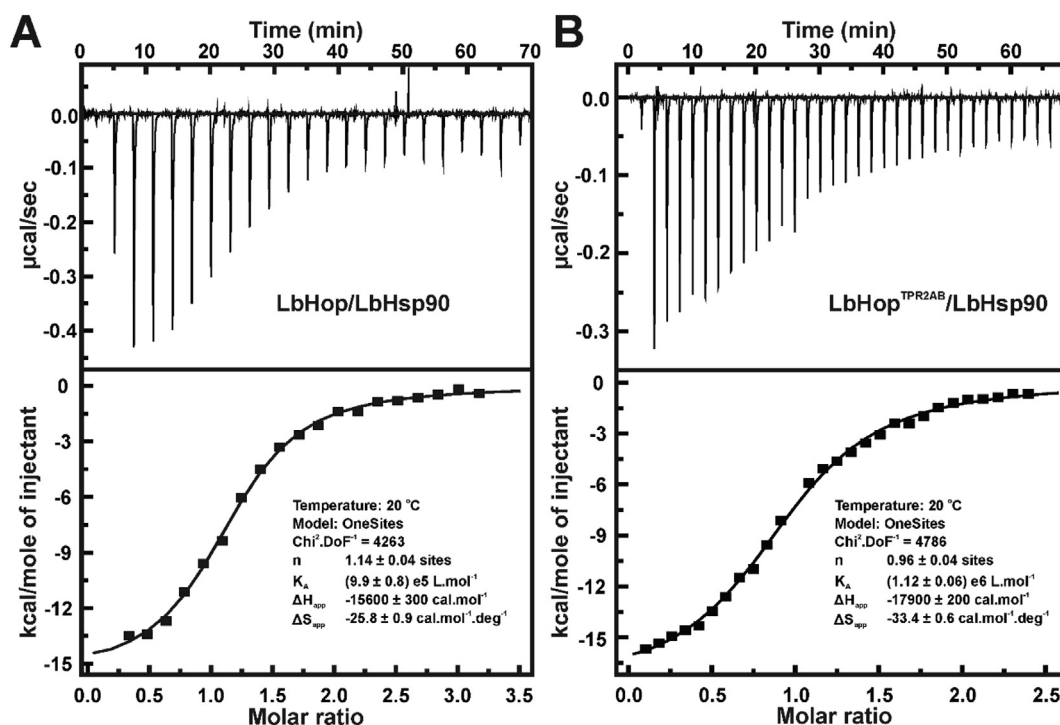 A
Time (min)
0 10 20 30 40 50 60 70
0.0
-0.1
-0.2
-0.3
-0.4
µcal/sec
LbHop/LbHsp90
0
-3
-6
-9
-12
-15
kcal/mole of injectant
Temperature: 20 °C
Model: OneSites
Chi².DoF⁻¹ = 4263
n 1.14 ± 0.04 sites
K_A (9.9 ± 0.8) e5 L.mol⁻¹
ΔH_app -15600 ± 300 cal.mol⁻¹
ΔS_app -25.8 ± 0.9 cal.mol⁻¹.deg⁻¹
0.0 0.5 1.0 1.5 2.0 2.5 3.0 3.5
Molar ratio
B
Time (min)
0 10 20 30 40 50 60
0.0
-0.1
-0.2
-0.3
µcal/sec
LbHop^TPR2AB/LbHsp90
0
-3
-6
-9
-12
-15
kcal/mole of injectant
Temperature: 20 °C
Model: OneSites
Chi².DoF⁻¹ = 4786
n 0.96 ± 0.04 sites
K_A (1.12 ± 0.06) e6 L.mol⁻¹
ΔH_app -17900 ± 200 cal.mol⁻¹
ΔS_app -33.4 ± 0.6 cal.mol⁻¹.deg⁻¹
0.0 0.5 1.0 1.5 2.0 2.5
Molar ratio